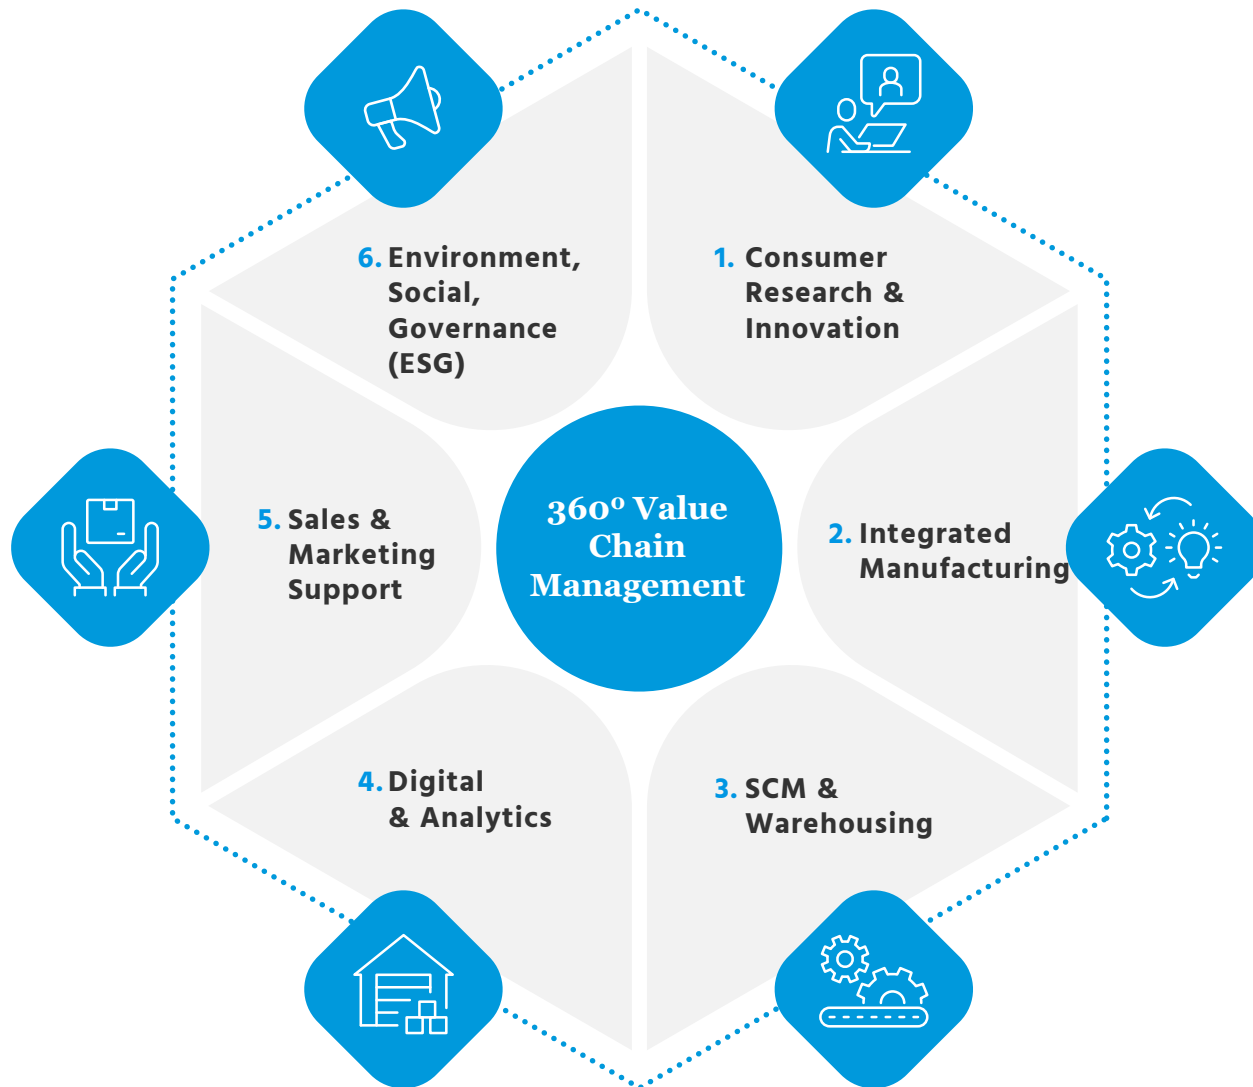 360º Value
Chain
Management
1. Consumer
Research &
Innovation
2. Integrated
Manufacturing
3. SCM &
Warehousing
4. Digital
& Analytics
5. Sales &
Marketing
Support
6. Environment,
Social,
Governance
(ESG)